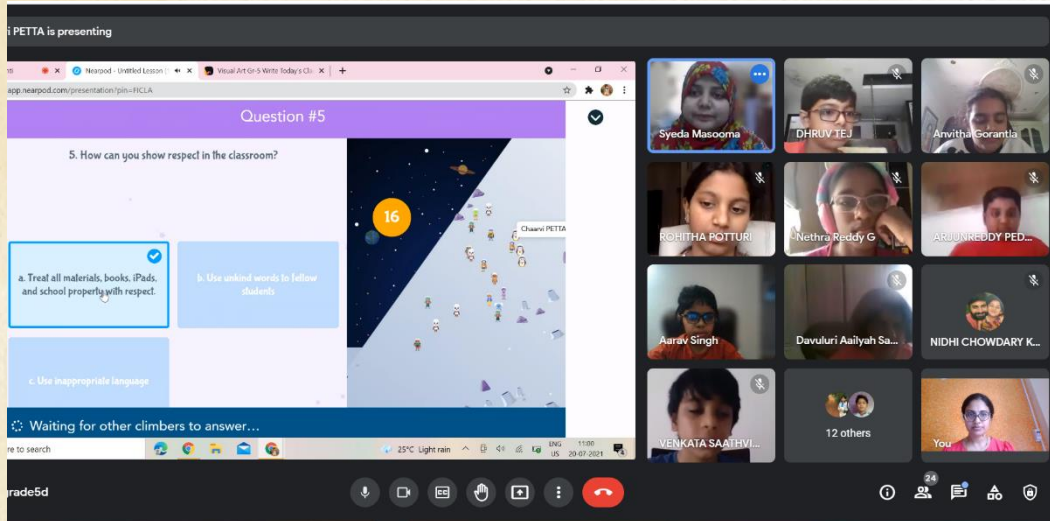 i PETTA is presenting
Nearpod - Untitled Lesson
Visual Art Gr-5 Write Today's Cla
app.nearpod.com/presentation?pin=FICLA
Question #5
5. How can you show respect in the classroom?
16
Chaarvi PETTA
a. Treat all materials, books, iPads,
and school property with respect.
b. Use unkind words to fellow
students
c. Use inappropriate language
Waiting for other climbers to answer...
re to search
25°C Light rain
ENG
US
11:00
20-07-2021
Syeda Masooma
DHRUV TEJ
Anvitha Gorantla
ROHITHA POTTURI
Nethra Reddy G
ARJUNREDDY PED...
Aarav Singh
Davuluri Aailyah Sa...
NIDHI CHOWDARY K...
VENKATA SAATHVI...
12 others
You
rade5d
24